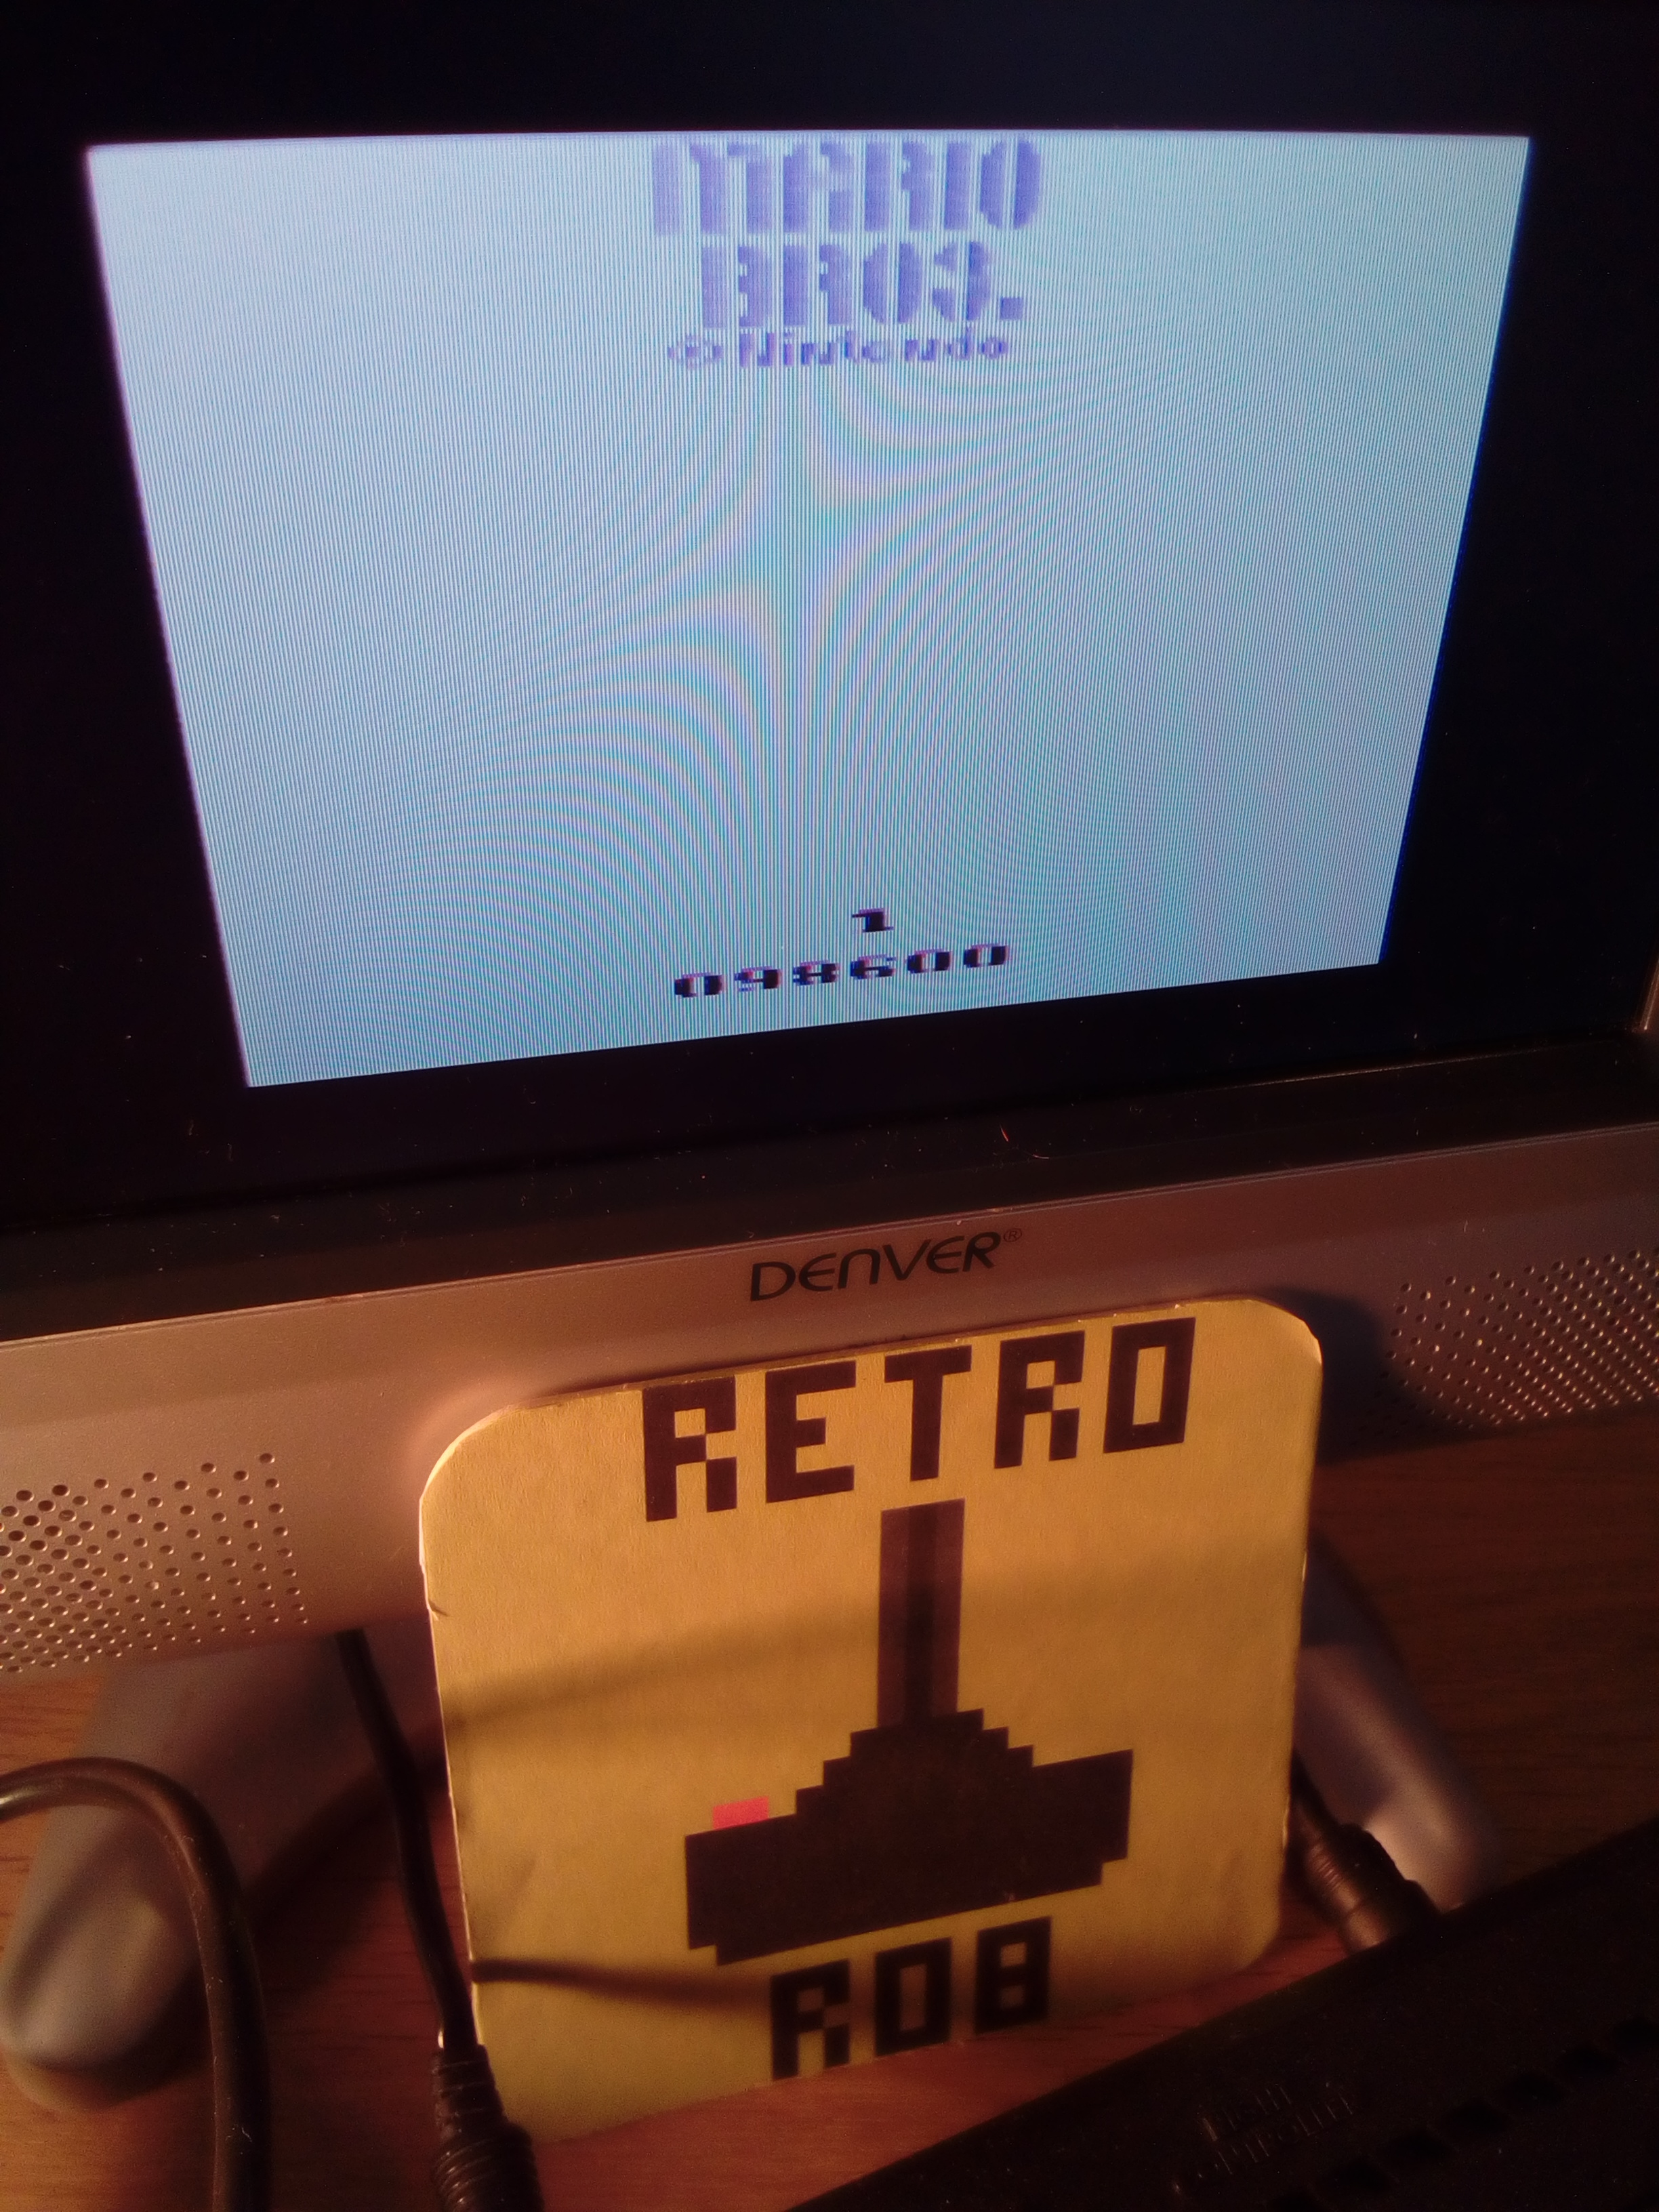 MARIO
BROS.
© Nintendo
1
098600
DENVER®
RETRO
ROB